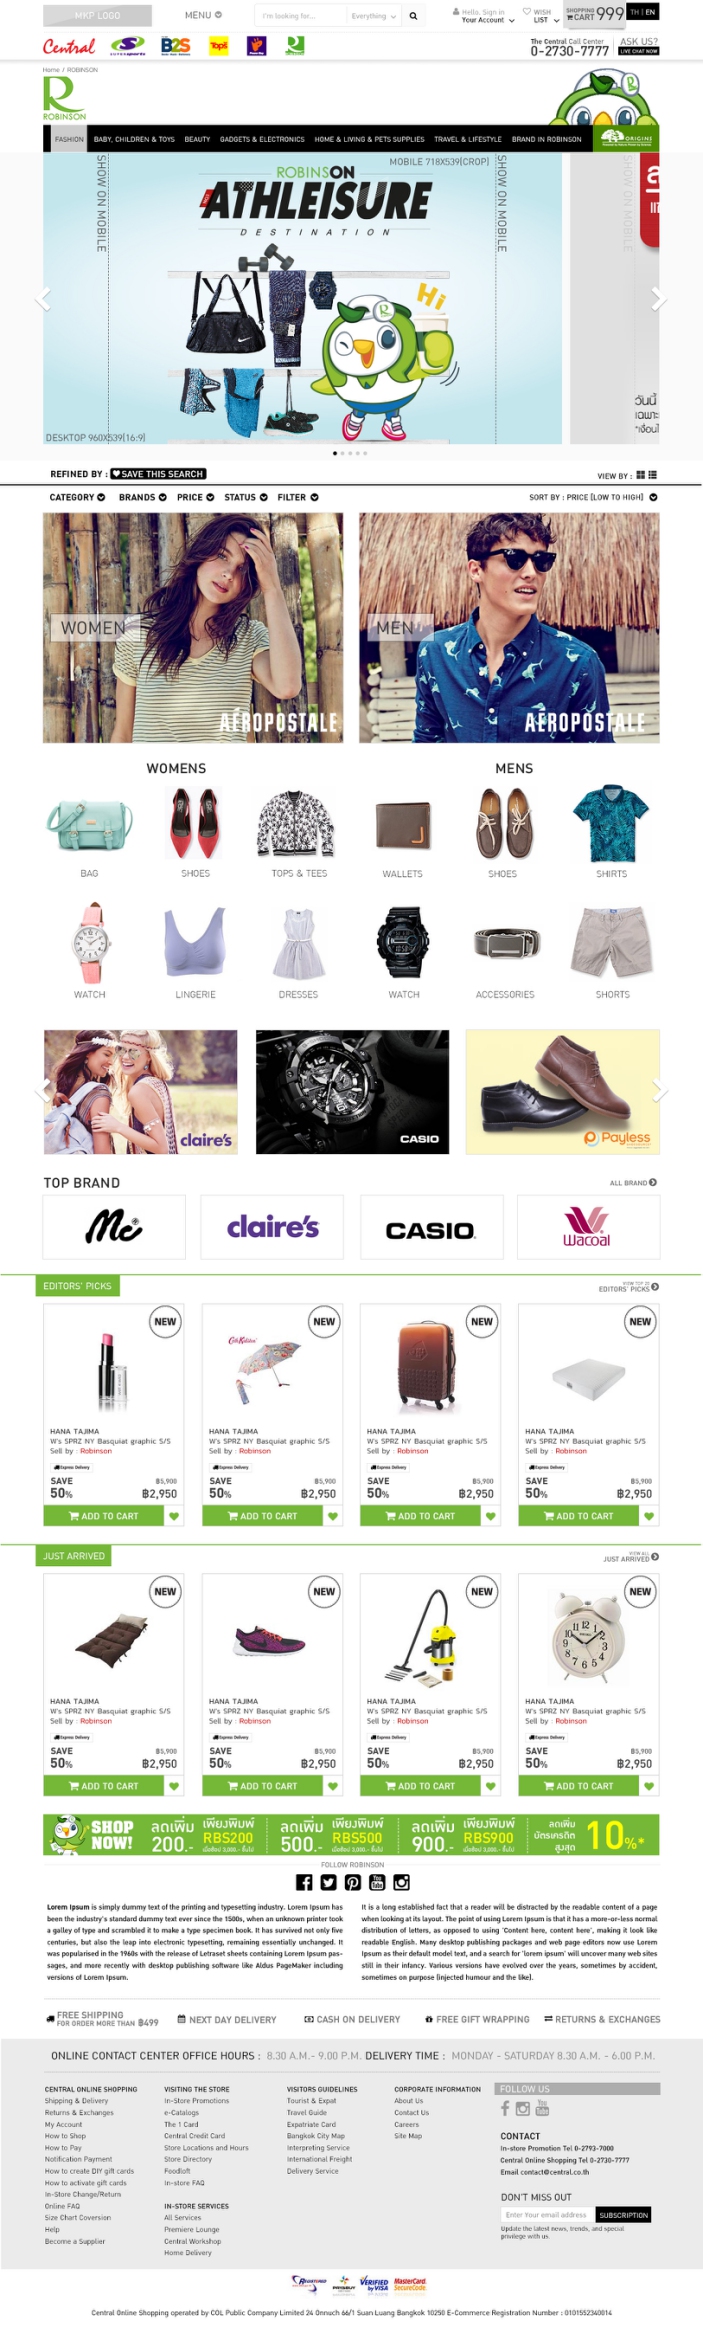 MKP LOGO
MENU
I'm looking for...
Everything
Hello, Sign in
Your Account
WISH
LIST
SHOPPING
CART 999
TH | EN
Central
SUPERSPORTS
B2S
Tops
The Central Call Center
0-2730-7777
ASK US?
LIVE CHAT NOW
Home / ROBINSON
R
ROBINSON
FASHION
BABY, CHILDREN & TOYS
BEAUTY
GADGETS & ELECTRONICS
HOME & LIVING & PETS SUPPLIES
TRAVEL & LIFESTYLE
BRAND IN ROBINSON
ORIGINS
SHOW ON MOBILE
MOBILE 718X539(CROP)
SHOW ON MOBILE
SHOW ON MOBILE
ROBINSON
ATHLEISURE
DESTINATION
Hi
วันนี้
DESKTOP 960X539(16:9)
REFINED BY :
SAVE THIS SEARCH
VIEW BY :
CATEGORY
BRANDS
PRICE
STATUS
FILTER
SORT BY : PRICE [LOW TO HIGH]
WOMEN
AÉROPOSTALE
MEN
AÉROPOSTALE
WOMENS
MENS
BAG
SHOES
TOPS & TEES
WALLETS
SHOES
SHIRTS
WATCH
LINGERIE
DRESSES
WATCH
ACCESSORIES
SHORTS
claire's
CASIO
Payless
TOP BRAND
ALL BRAND
Mc
claire's
CASIO
Wacoal
EDITORS' PICKS
VIEW TOP 20
EDITORS' PICKS
NEW
NEW
NEW
NEW
Cath Kidston
HANA TAJIMA
W's SPRZ NY Basquiat graphic S/S
Sell by : Robinson
Express Delivery
SAVE
฿5,900
50%
฿2,950
ADD TO CART
HANA TAJIMA
W's SPRZ NY Basquiat graphic S/S
Sell by : Robinson
Express Delivery
SAVE
฿5,900
50%
฿2,950
ADD TO CART
HANA TAJIMA
W's SPRZ NY Basquiat graphic S/S
Sell by : Robinson
Express Delivery
SAVE
฿5,900
50%
฿2,950
ADD TO CART
HANA TAJIMA
W's SPRZ NY Basquiat graphic S/S
Sell by : Robinson
Express Delivery
SAVE
฿5,900
50%
฿2,950
ADD TO CART
JUST ARRIVED
VIEW ALL
JUST ARRIVED
NEW
NEW
NEW
NEW
HANA TAJIMA
W's SPRZ NY Basquiat graphic S/S
Sell by : Robinson
Express Delivery
SAVE
฿5,900
50%
฿2,950
ADD TO CART
HANA TAJIMA
W's SPRZ NY Basquiat graphic S/S
Sell by : Robinson
Express Delivery
SAVE
฿5,900
50%
฿2,950
ADD TO CART
HANA TAJIMA
W's SPRZ NY Basquiat graphic S/S
Sell by : Robinson
Express Delivery
SAVE
฿5,900
50%
฿2,950
ADD TO CART
HANA TAJIMA
W's SPRZ NY Basquiat graphic S/S
Sell by : Robinson
Express Delivery
SAVE
฿5,900
50%
฿2,950
ADD TO CART
SHOP
NOW!
ลดเพิ่ม
200.-
เพียงพิมพ์
RBS200
ลดเพิ่ม
500.-
เพียงพิมพ์
RBS500
ลดเพิ่ม
900.-
เพียงพิมพ์
RBS900
ลดเพิ่ม
บัตรเครดิต
สูงสุด
10%*
FOLLOW ROBINSON
Lorem Ipsum is simply dummy text of the printing and typesetting industry. Lorem Ipsum has
been the industry's standard dummy text ever since the 1500s, when an unknown printer took
a galley of type and scrambled it to make a type specimen book. It has survived not only five
centuries, but also the leap into electronic typesetting, remaining essentially unchanged. It
was popularised in the 1960s with the release of Letraset sheets containing Lorem Ipsum pas-
sages, and more recently with desktop publishing software like Aldus PageMaker including
versions of Lorem Ipsum.
It is a long established fact that a reader will be distracted by the readable content of a page
when looking at its layout. The point of using Lorem Ipsum is that it has a more-or-less normal
distribution of letters, as opposed to using 'Content here, content here', making it look like
readable English. Many desktop publishing packages and web page editors now use Lorem
Ipsum as their default model text, and a search for 'lorem ipsum' will uncover many web sites
still in their infancy. Various versions have evolved over the years, sometimes by accident,
sometimes on purpose (injected humour and the like).
FREE SHIPPING
FOR ORDER MORE THAN ฿499
NEXT DAY DELIVERY
CASH ON DELIVERY
FREE GIFT WRAPPING
RETURNS & EXCHANGES
ONLINE CONTACT CENTER OFFICE HOURS : 8.30 A.M.- 9.00 P.M. DELIVERY TIME : MONDAY - SATURDAY 8.30 A.M. - 6.00 P.M.
CENTRAL ONLINE SHOPPING
Shipping & Delivery
Returns & Exchanges
My Account
How to Shop
How to Pay
Notification Payment
How to create DIY gift cards
How to activate gift cards
In-Store Change/Return
Online FAQ
Size Chart Coversion
Help
Become a Supplier
VISITING THE STORE
In-Store Promotions
e-Catalogs
The 1 Card
Central Credit Card
Store Locations and Hours
Store Directory
Foodloft
In-store FAQ
IN-STORE SERVICES
All Services
Premiere Lounge
Central Workshop
Home Delivery
VISITORS GUIDELINES
Tourist & Expat
Travel Guide
Expatriate Card
Bangkok City Map
Interpreting Service
International Freight
Delivery Service
CORPORATE INFORMATION
About Us
Contact Us
Careers
Site Map
FOLLOW US
CONTACT
In-store Promotion Tel 0-2793-7000
Central Online Shopping Tel 0-2730-7777
Email contact@central.co.th
DON'T MISS OUT
Enter Your email address
SUBSCRIPTION
Update the latest news, trends, and special
privilege with us.
Registered
PAYSBUY
VERIFIED
by VISA
MasterCard.
SecureCode.
Central Online Shopping operated by COL Public Company Limited 24 Onnuch 66/1 Suan Luang Bangkok 10250 E-Commerce Registration Number : 0101552340014